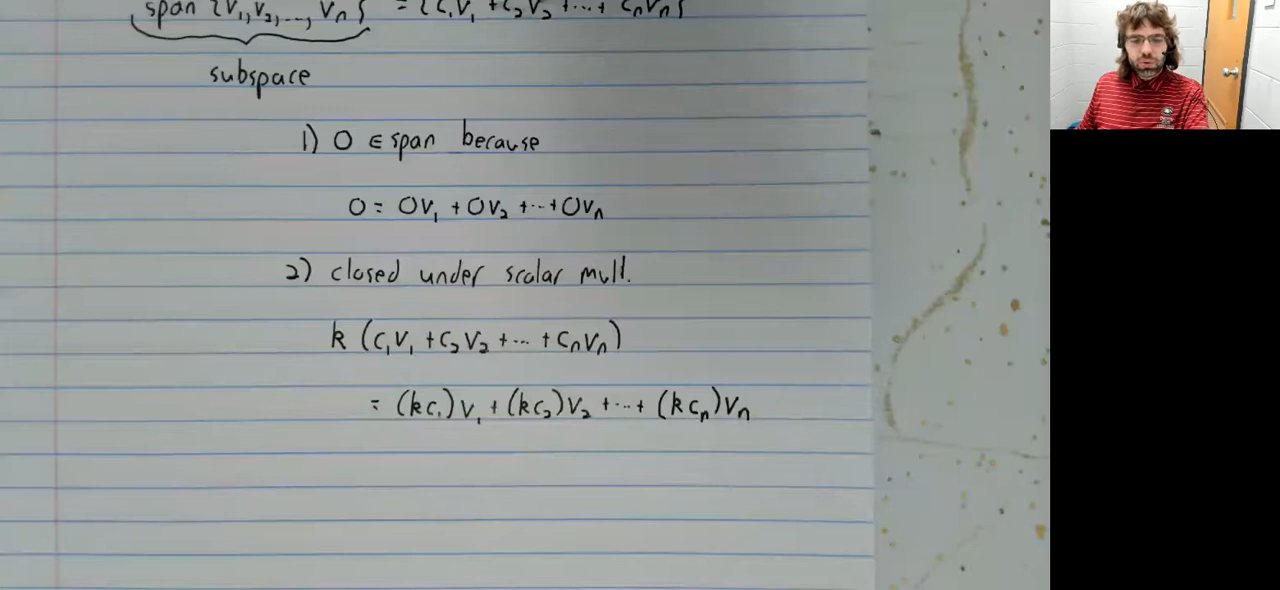 span {v₁, v₂, ..., vₙ} = {c₁v₁ + c₂v₂ + ... + cₙvₙ}
subspace
1) 0 ∈ span because
0 = 0v₁ + 0v₂ + ... + 0vₙ
2) closed under scalar mult.
k (c₁v₁ + c₂v₂ + ... + cₙvₙ)
= (kc₁)v₁ + (kc₂)v₂ + ... + (kcₙ)vₙ